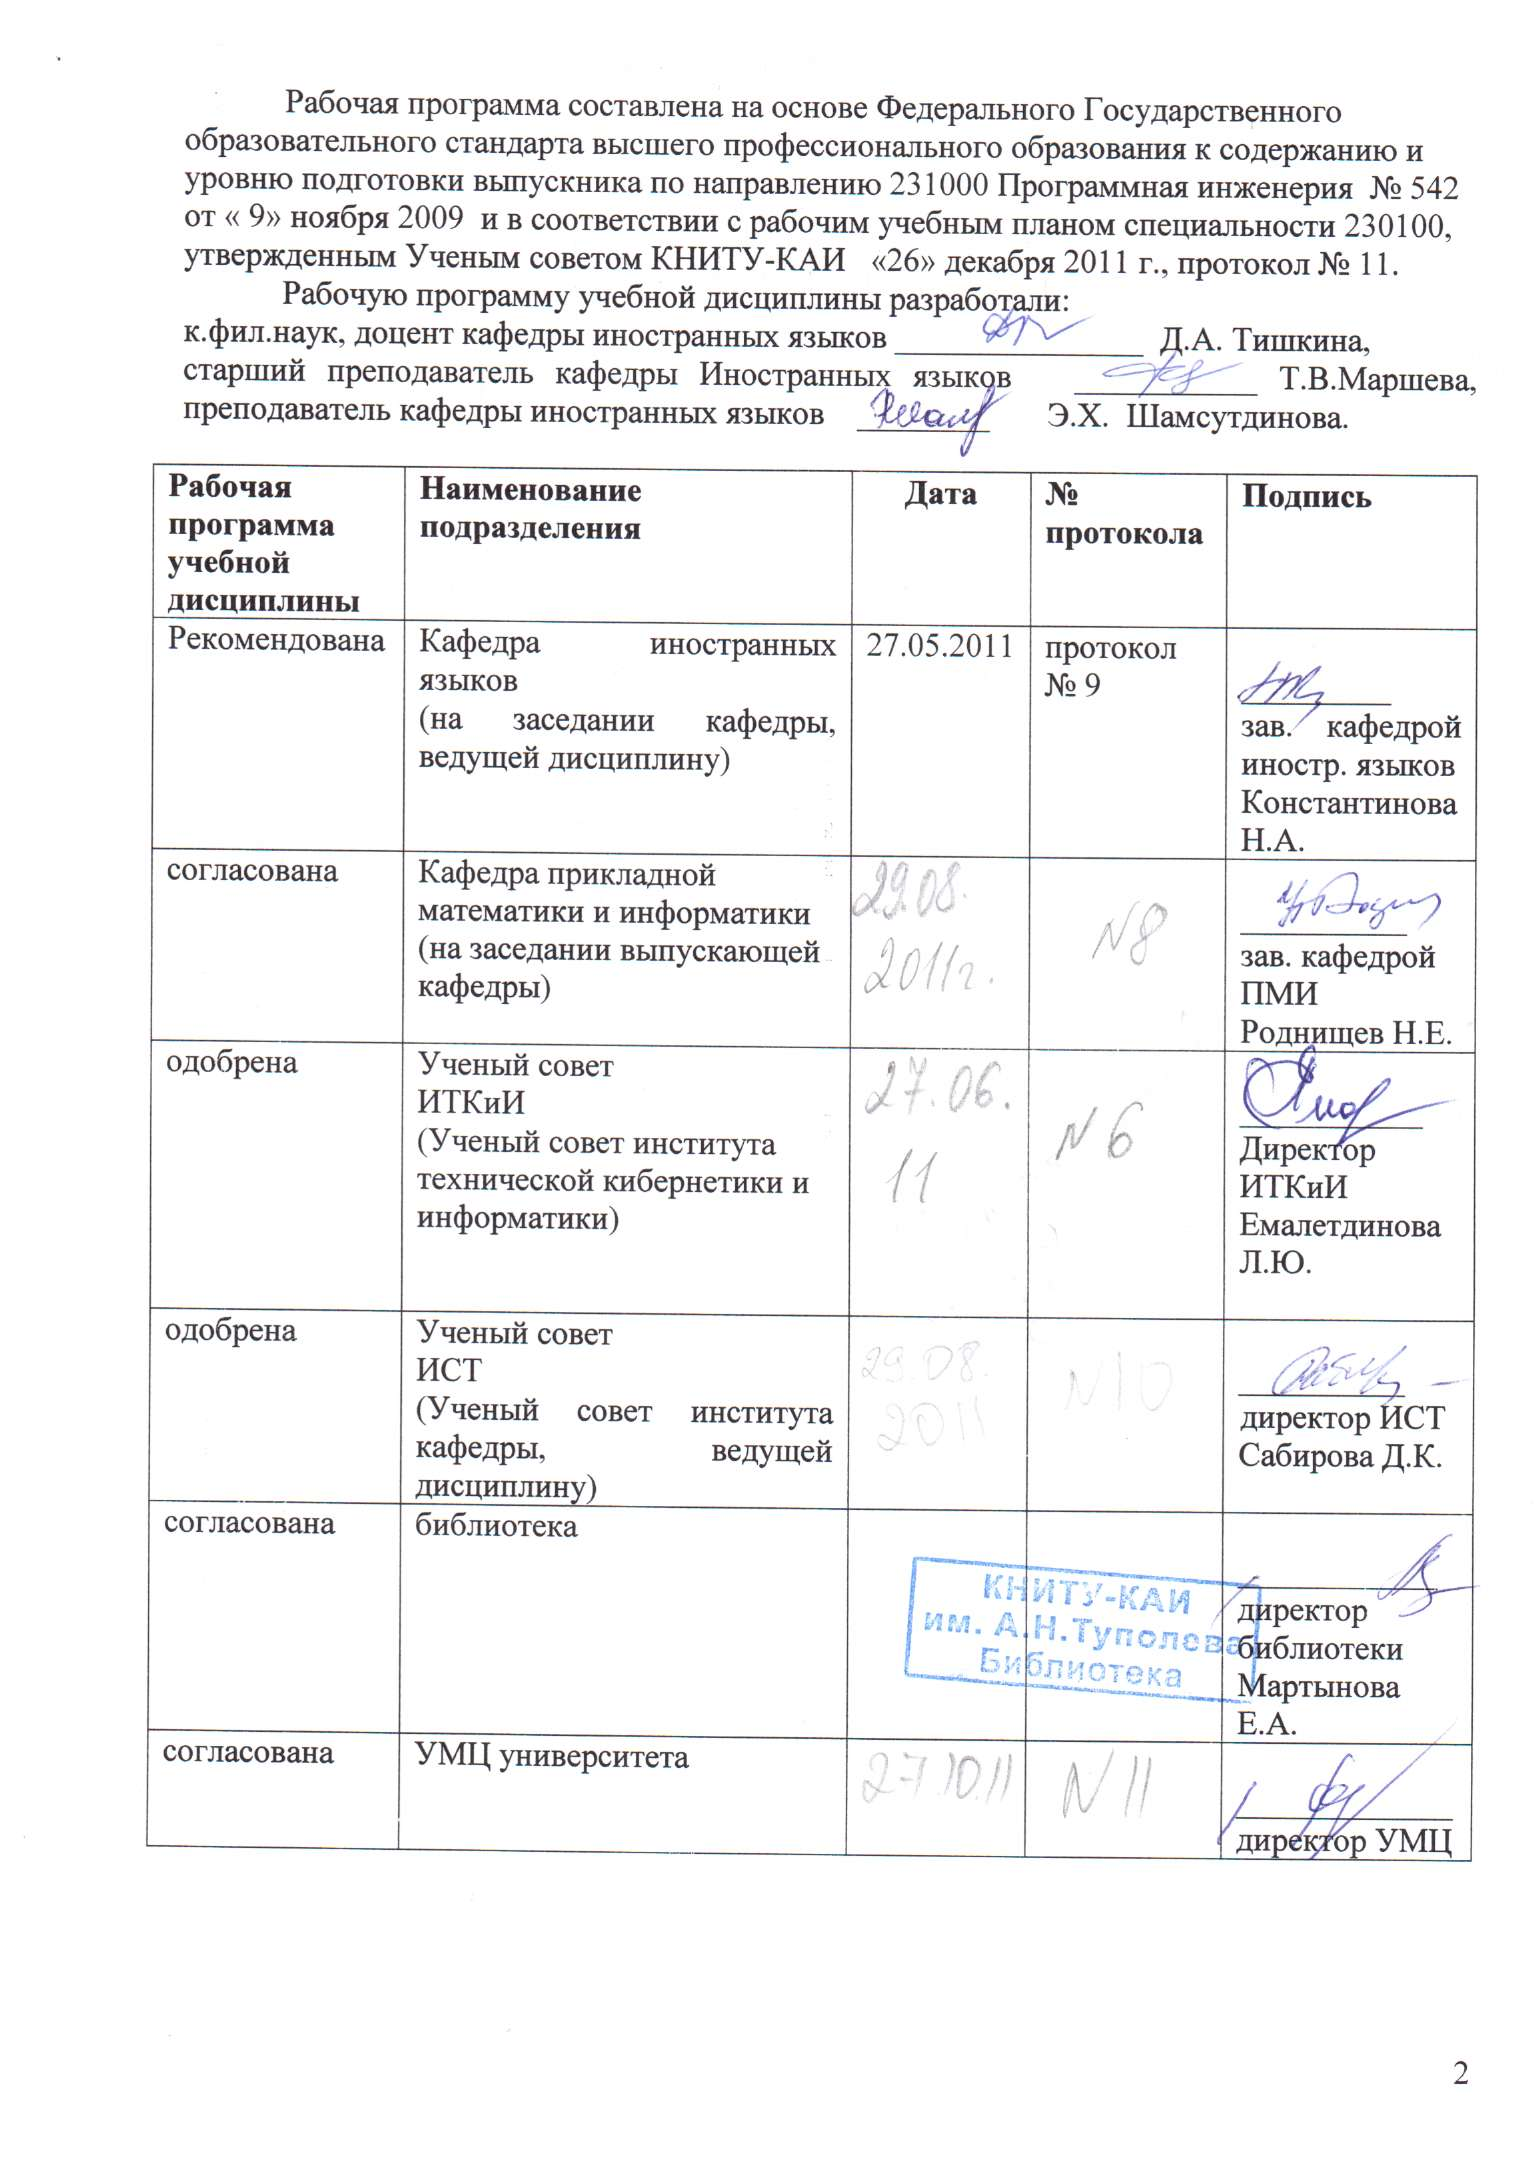 Рабочая программа составлена на основе Федерального Государственного
образовательного стандарта высшего профессионального образования к содержанию и
уровню подготовки выпускника по направлению 231000 Программная инженерия № 542
от « 9» ноября 2009 и в соответствии с рабочим учебным планом специальности 230100,
утвержденным Ученым советом КНИТУ-КАИ «26» декабря 2011 г., протокол № 11.
Рабочую программу учебной дисциплины разработали:
к.фил.наук, доцент кафедры иностранных языков Д.А. Тишкина,
старший преподаватель кафедры Иностранных языков Т.В.Маршева,
преподаватель кафедры иностранных языков Э.Х. Шамсутдинова.
Рабочая
программа
учебной
дисциплины
Наименование
подразделения
Дата
№
протокола
Подпись
Рекомендована
Кафедра иностранных
языков
(на заседании кафедры,
ведущей дисциплину)
27.05.2011
протокол
№ 9
зав. кафедрой
иностр. языков
Константинова
Н.А.
согласована
Кафедра прикладной
математики и информатики
(на заседании выпускающей
кафедры)
29.08.
2011г.
N8
зав. кафедрой
ПМИ
Роднищев Н.Е.
одобрена
Ученый совет
ИТКиИ
(Ученый совет института
технической кибернетики и
информатики)
27.06.
11
N 6
Директор
ИТКиИ
Емалетдинова
Л.Ю.
одобрена
Ученый совет
ИСТ
(Ученый совет института
кафедры, ведущей
дисциплину)
29.08.
2011
N10
директор ИСТ
Сабирова Д.К.
согласована
библиотека
КНИТУ-КАИ
им. А.Н.Туполева
Библиотека
директор
библиотеки
Мартынова
Е.А.
согласована
УМЦ университета
27.10.11
N 11
директор УМЦ
2